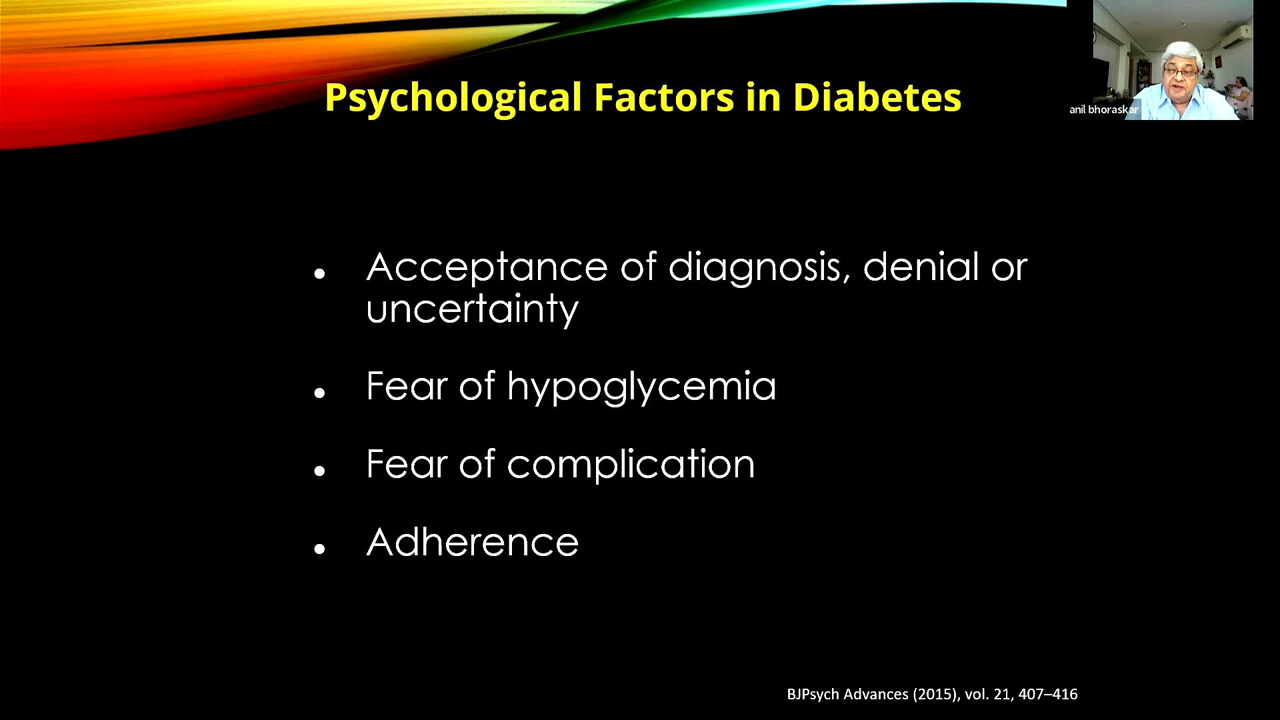 Psychological Factors in Diabetes
anil bhoraskar
• Acceptance of diagnosis, denial or
uncertainty
• Fear of hypoglycemia
• Fear of complication
• Adherence
BJPsych Advances (2015), vol. 21, 407–416